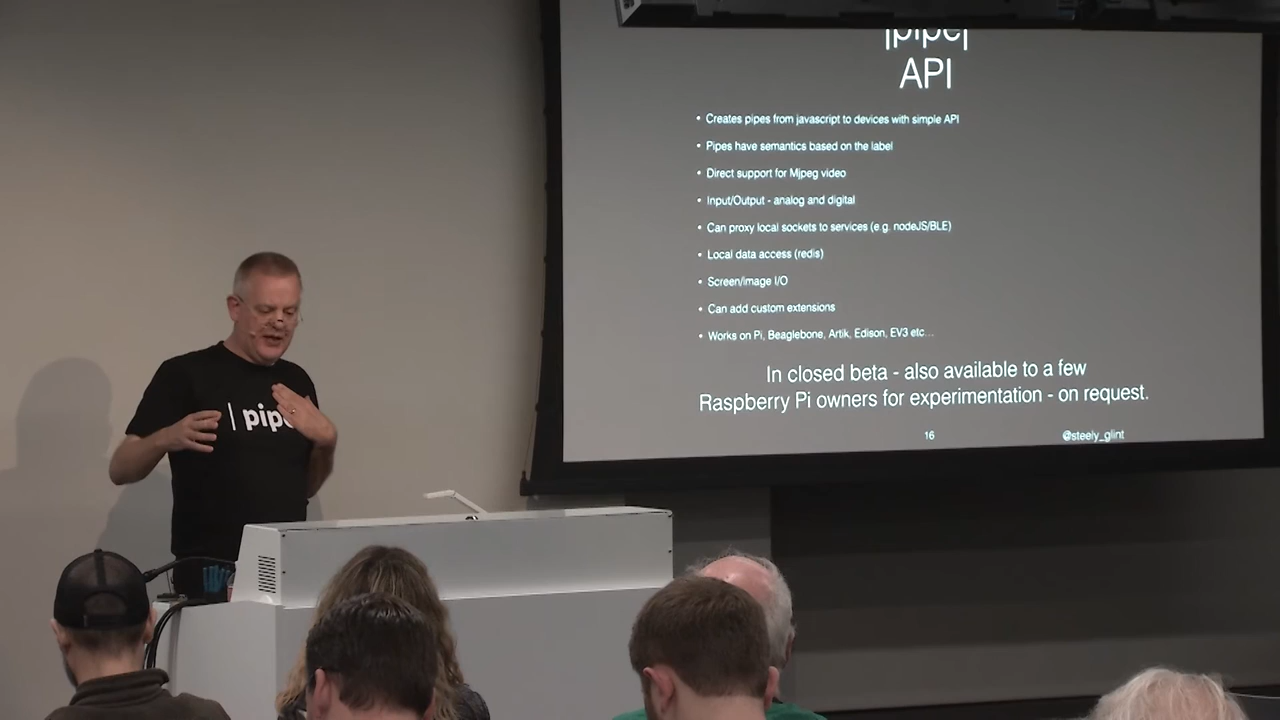 |pipe|
API
• Creates pipes from javascript to devices with simple API
• Pipes have semantics based on the label
• Direct support for Mjpeg video
• Input/Output - analog and digital
• Can proxy local sockets to services (e.g. nodeJS/BLE)
• Local data access (redis)
• Screen/image I/O
• Can add custom extensions
• Works on Pi, Beaglebone, Artik, Edison, EV3 etc…
In closed beta - also available to a few
Raspberry Pi owners for experimentation - on request.
16
@steely_glint
| pipe